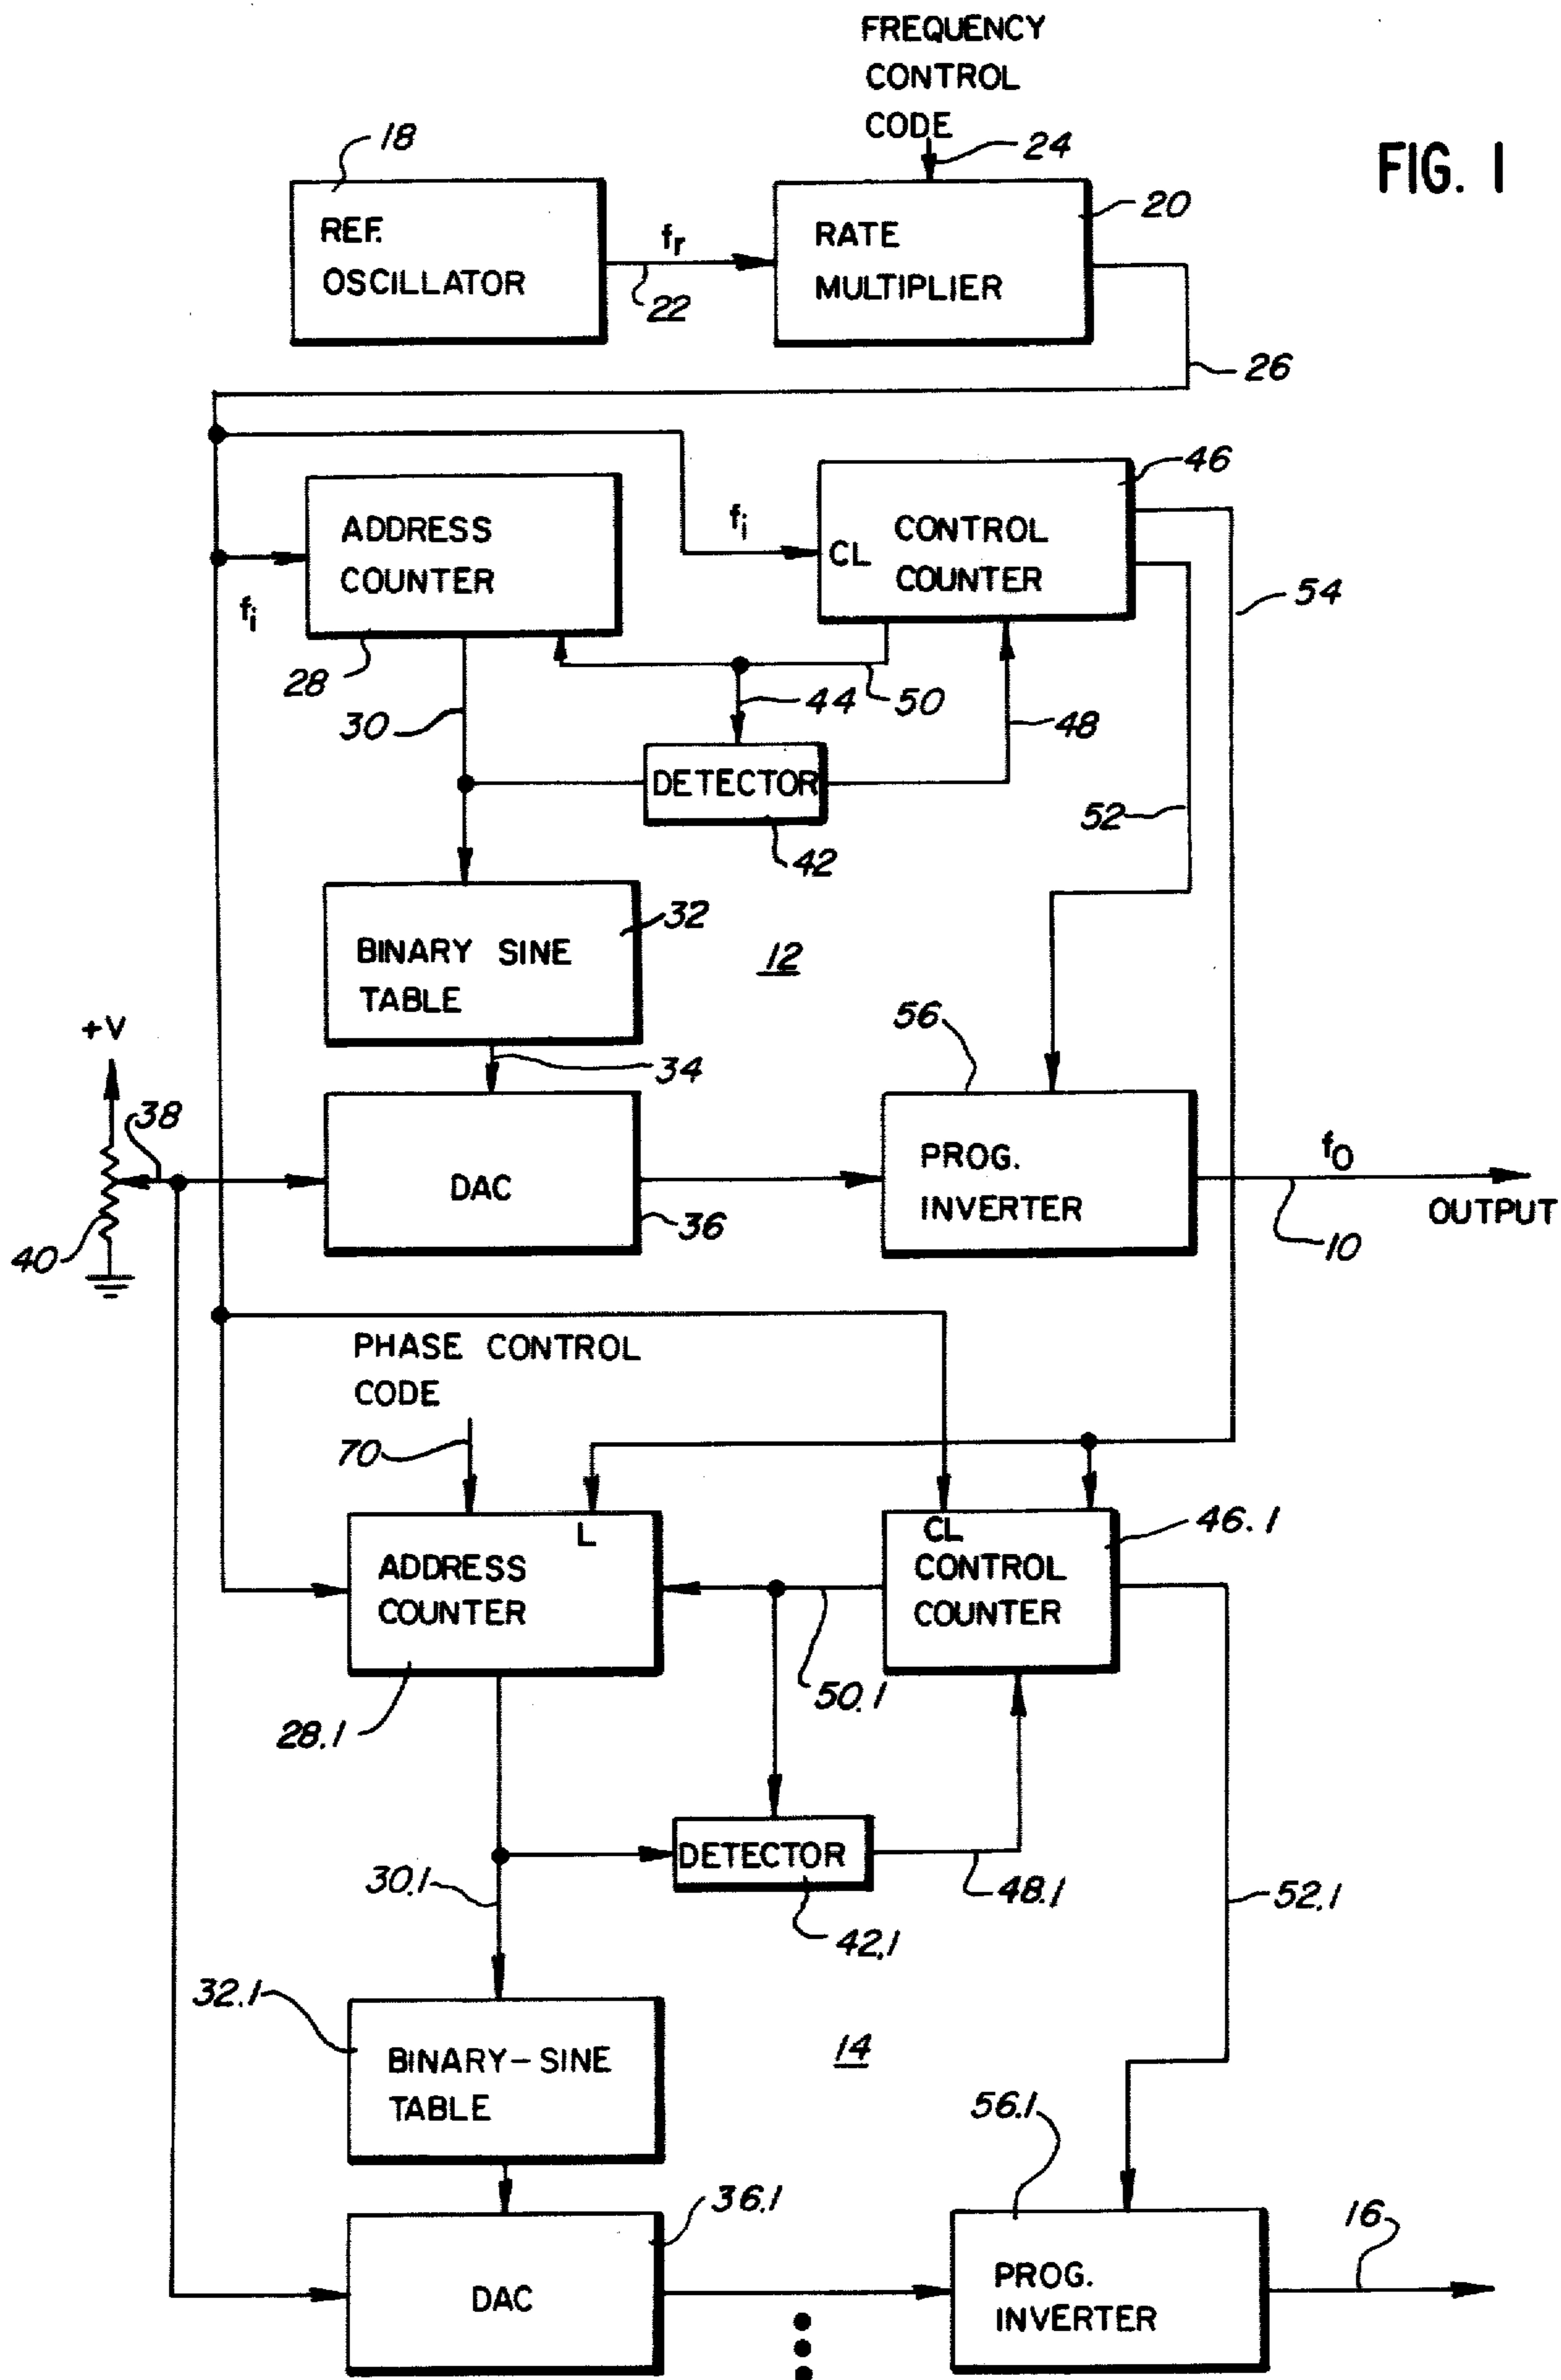 FREQUENCY
CONTROL
CODE
24
FIG. 1
18
REF.
OSCILLATOR
fr
22
RATE
MULTIPLIER
20
26
ADDRESS
COUNTER
fi
28
fi
CL
CONTROL
COUNTER
46
54
30
44
50
48
DETECTOR
42
52
BINARY SINE
TABLE
32
12
34
+V
38
40
DAC
36
56
PROG.
INVERTER
fO
10
OUTPUT
PHASE CONTROL
CODE
70
L
ADDRESS
COUNTER
28.1
CL
CONTROL
COUNTER
46.1
50.1
30.1
DETECTOR
42.1
48.1
52.1
32.1
BINARY-SINE
TABLE
14
36.1
DAC
56.1
PROG.
INVERTER
16